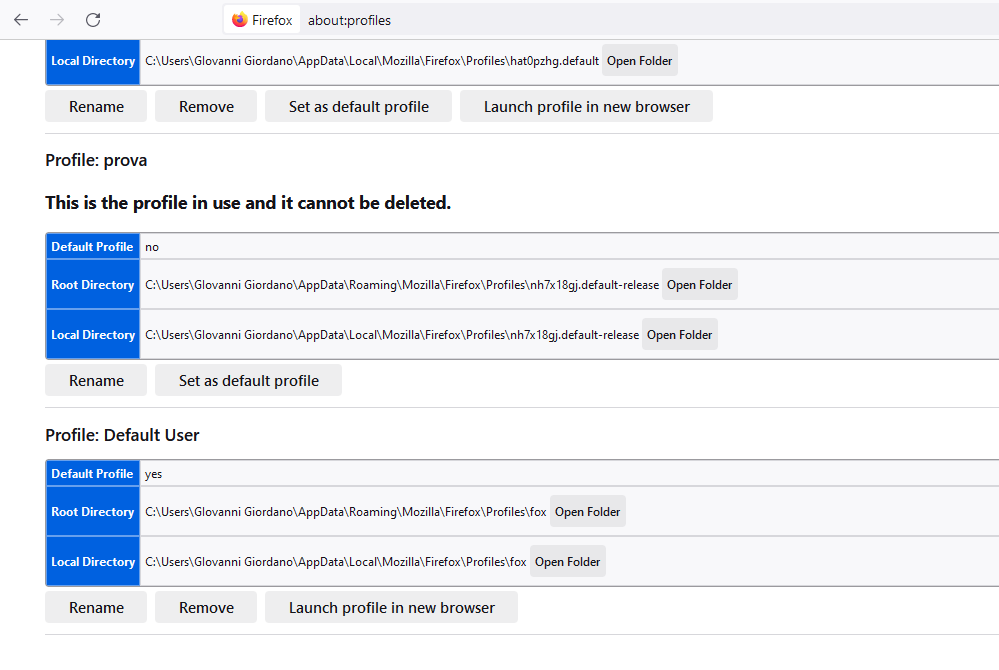 Firefox about:profiles
Local Directory C:\Users\GIovanni Giordano\AppData\Local\Mozilla\Firefox\Profiles\hat0pzhg.default Open Folder
Rename Remove Set as default profile Launch profile in new browser
Profile: prova
This is the profile in use and it cannot be deleted.
Default Profile no
Root Directory C:\Users\GIovanni Giordano\AppData\Roaming\Mozilla\Firefox\Profiles\nh7x18gj.default-release Open Folder
Local Directory C:\Users\GIovanni Giordano\AppData\Local\Mozilla\Firefox\Profiles\nh7x18gj.default-release Open Folder
Rename Set as default profile
Profile: Default User
Default Profile yes
Root Directory C:\Users\GIovanni Giordano\AppData\Roaming\Mozilla\Firefox\Profiles\fox Open Folder
Local Directory C:\Users\GIovanni Giordano\AppData\Local\Mozilla\Firefox\Profiles\fox Open Folder
Rename Remove Launch profile in new browser